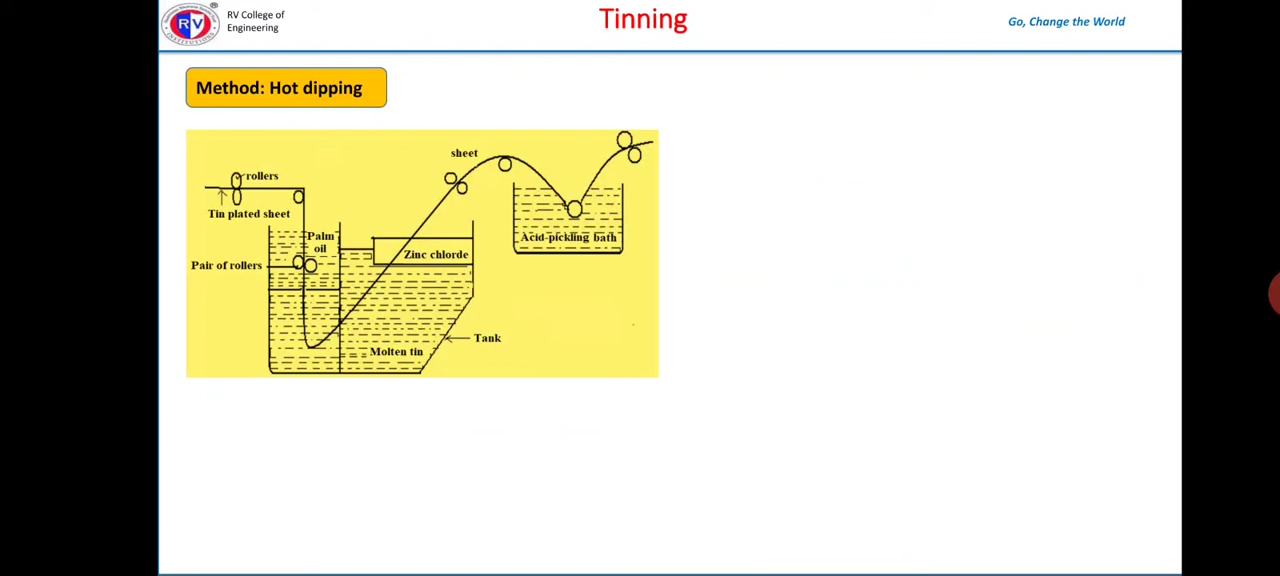 RV College of
Engineering
Tinning
Go, Change the World
RV
Method: Hot dipping
sheet
rollers
Tin plated sheet
Palm
oil
Acid-pickling bath
Zinc chlorde
Pair of rollers
Tank
Molten tin